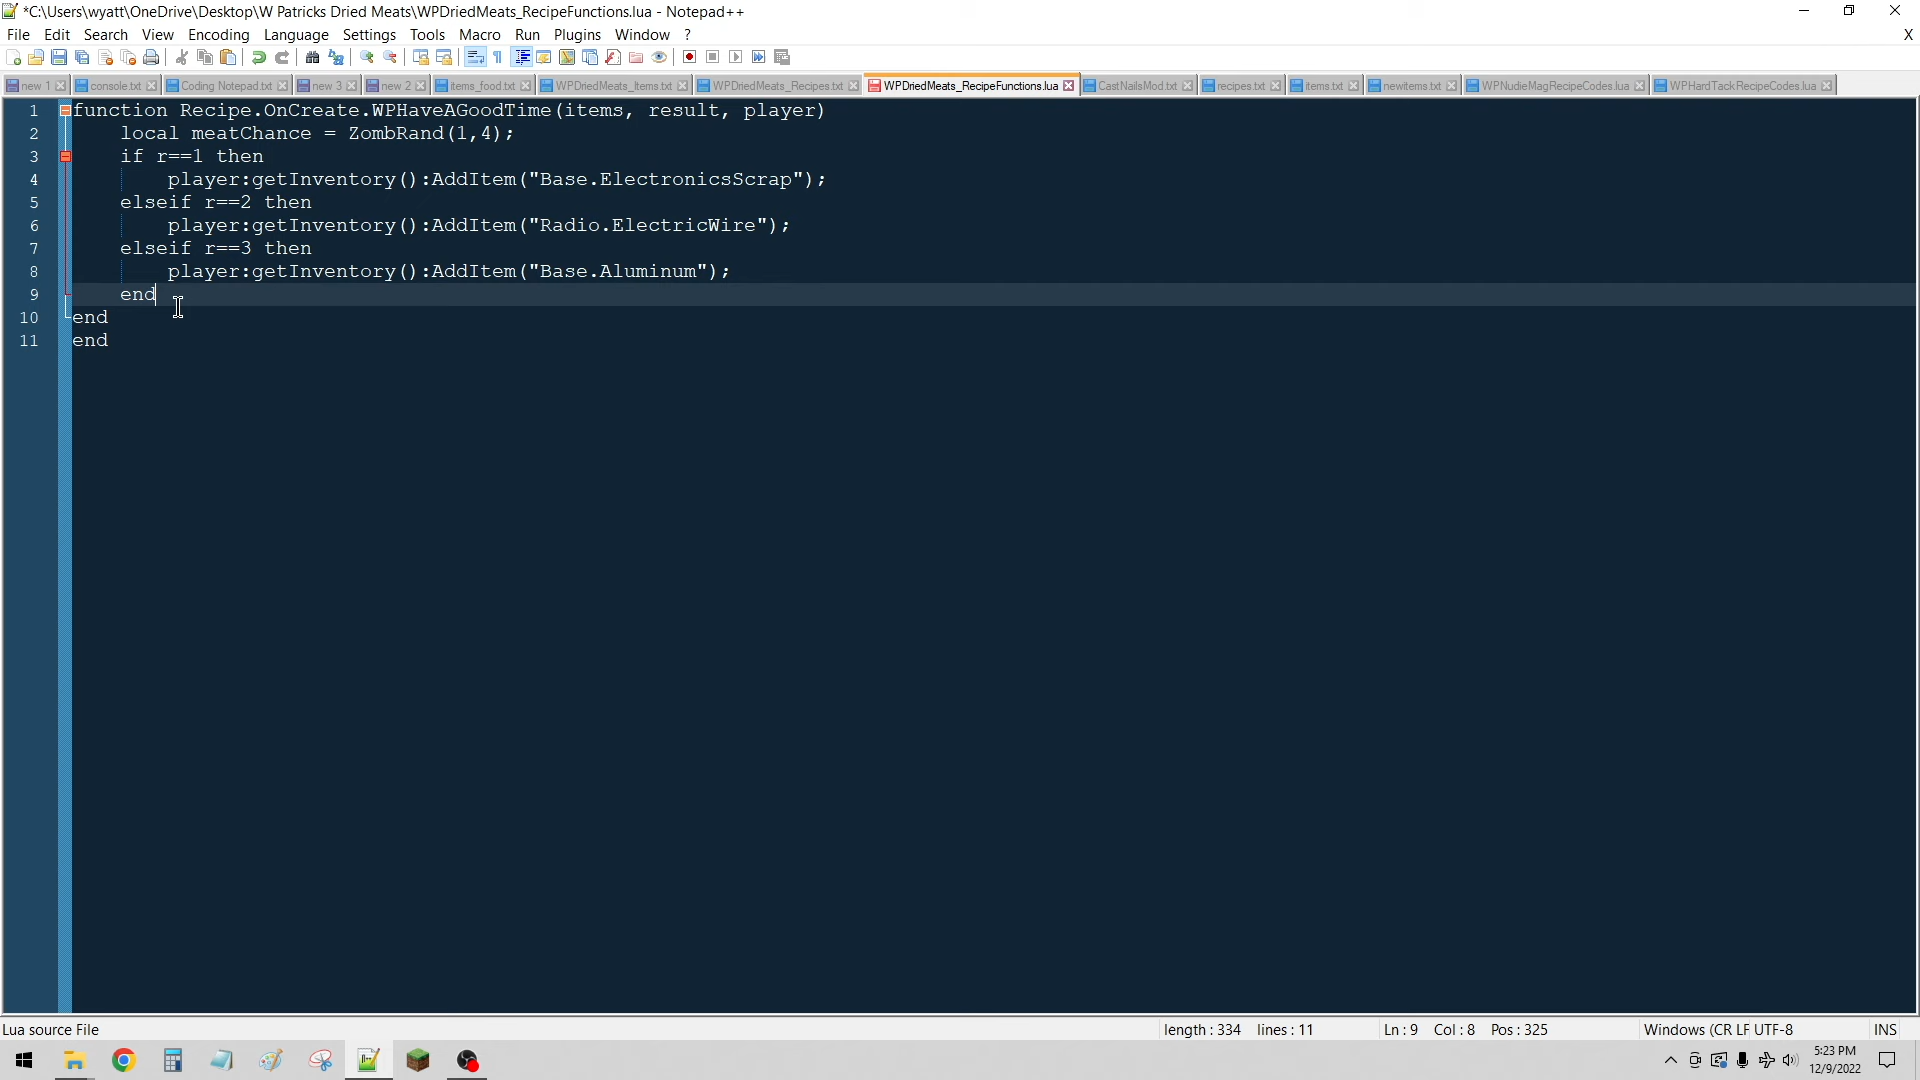 *C:\Users\wyatt\OneDrive\Desktop\W Patricks Dried Meats\WPDriedMeats_RecipeFunctions.lua - Notepad++
File Edit Search View Encoding Language Settings Tools Macro Run Plugins Window ? X
new 1 console.txt Coding Notepad.txt new 3 new 2 items_food.txt WPDriedMeats_Items.txt WPDriedMeats_Recipes.txt WPDriedMeats_RecipeFunctions.lua CastNailsMod.txt recipes.txt items.txt newitems.txt WPNudieMagRecipeCodes.lua WPHardTackRecipeCodes.lua
1 function Recipe.OnCreate.WPHaveAGoodTime(items, result, player)
2 local meatChance = ZombRand(1,4);
3 if r==1 then
4 player:getInventory():AddItem("Base.ElectronicsScrap");
5 elseif r==2 then
6 player:getInventory():AddItem("Radio.ElectricWire");
7 elseif r==3 then
8 player:getInventory():AddItem("Base.Aluminum");
9 end
10 end
11 end
Lua source File length : 334 lines : 11 Ln : 9 Col : 8 Pos : 325 Windows (CR LF UTF-8 INS
5:23 PM
12/9/2022